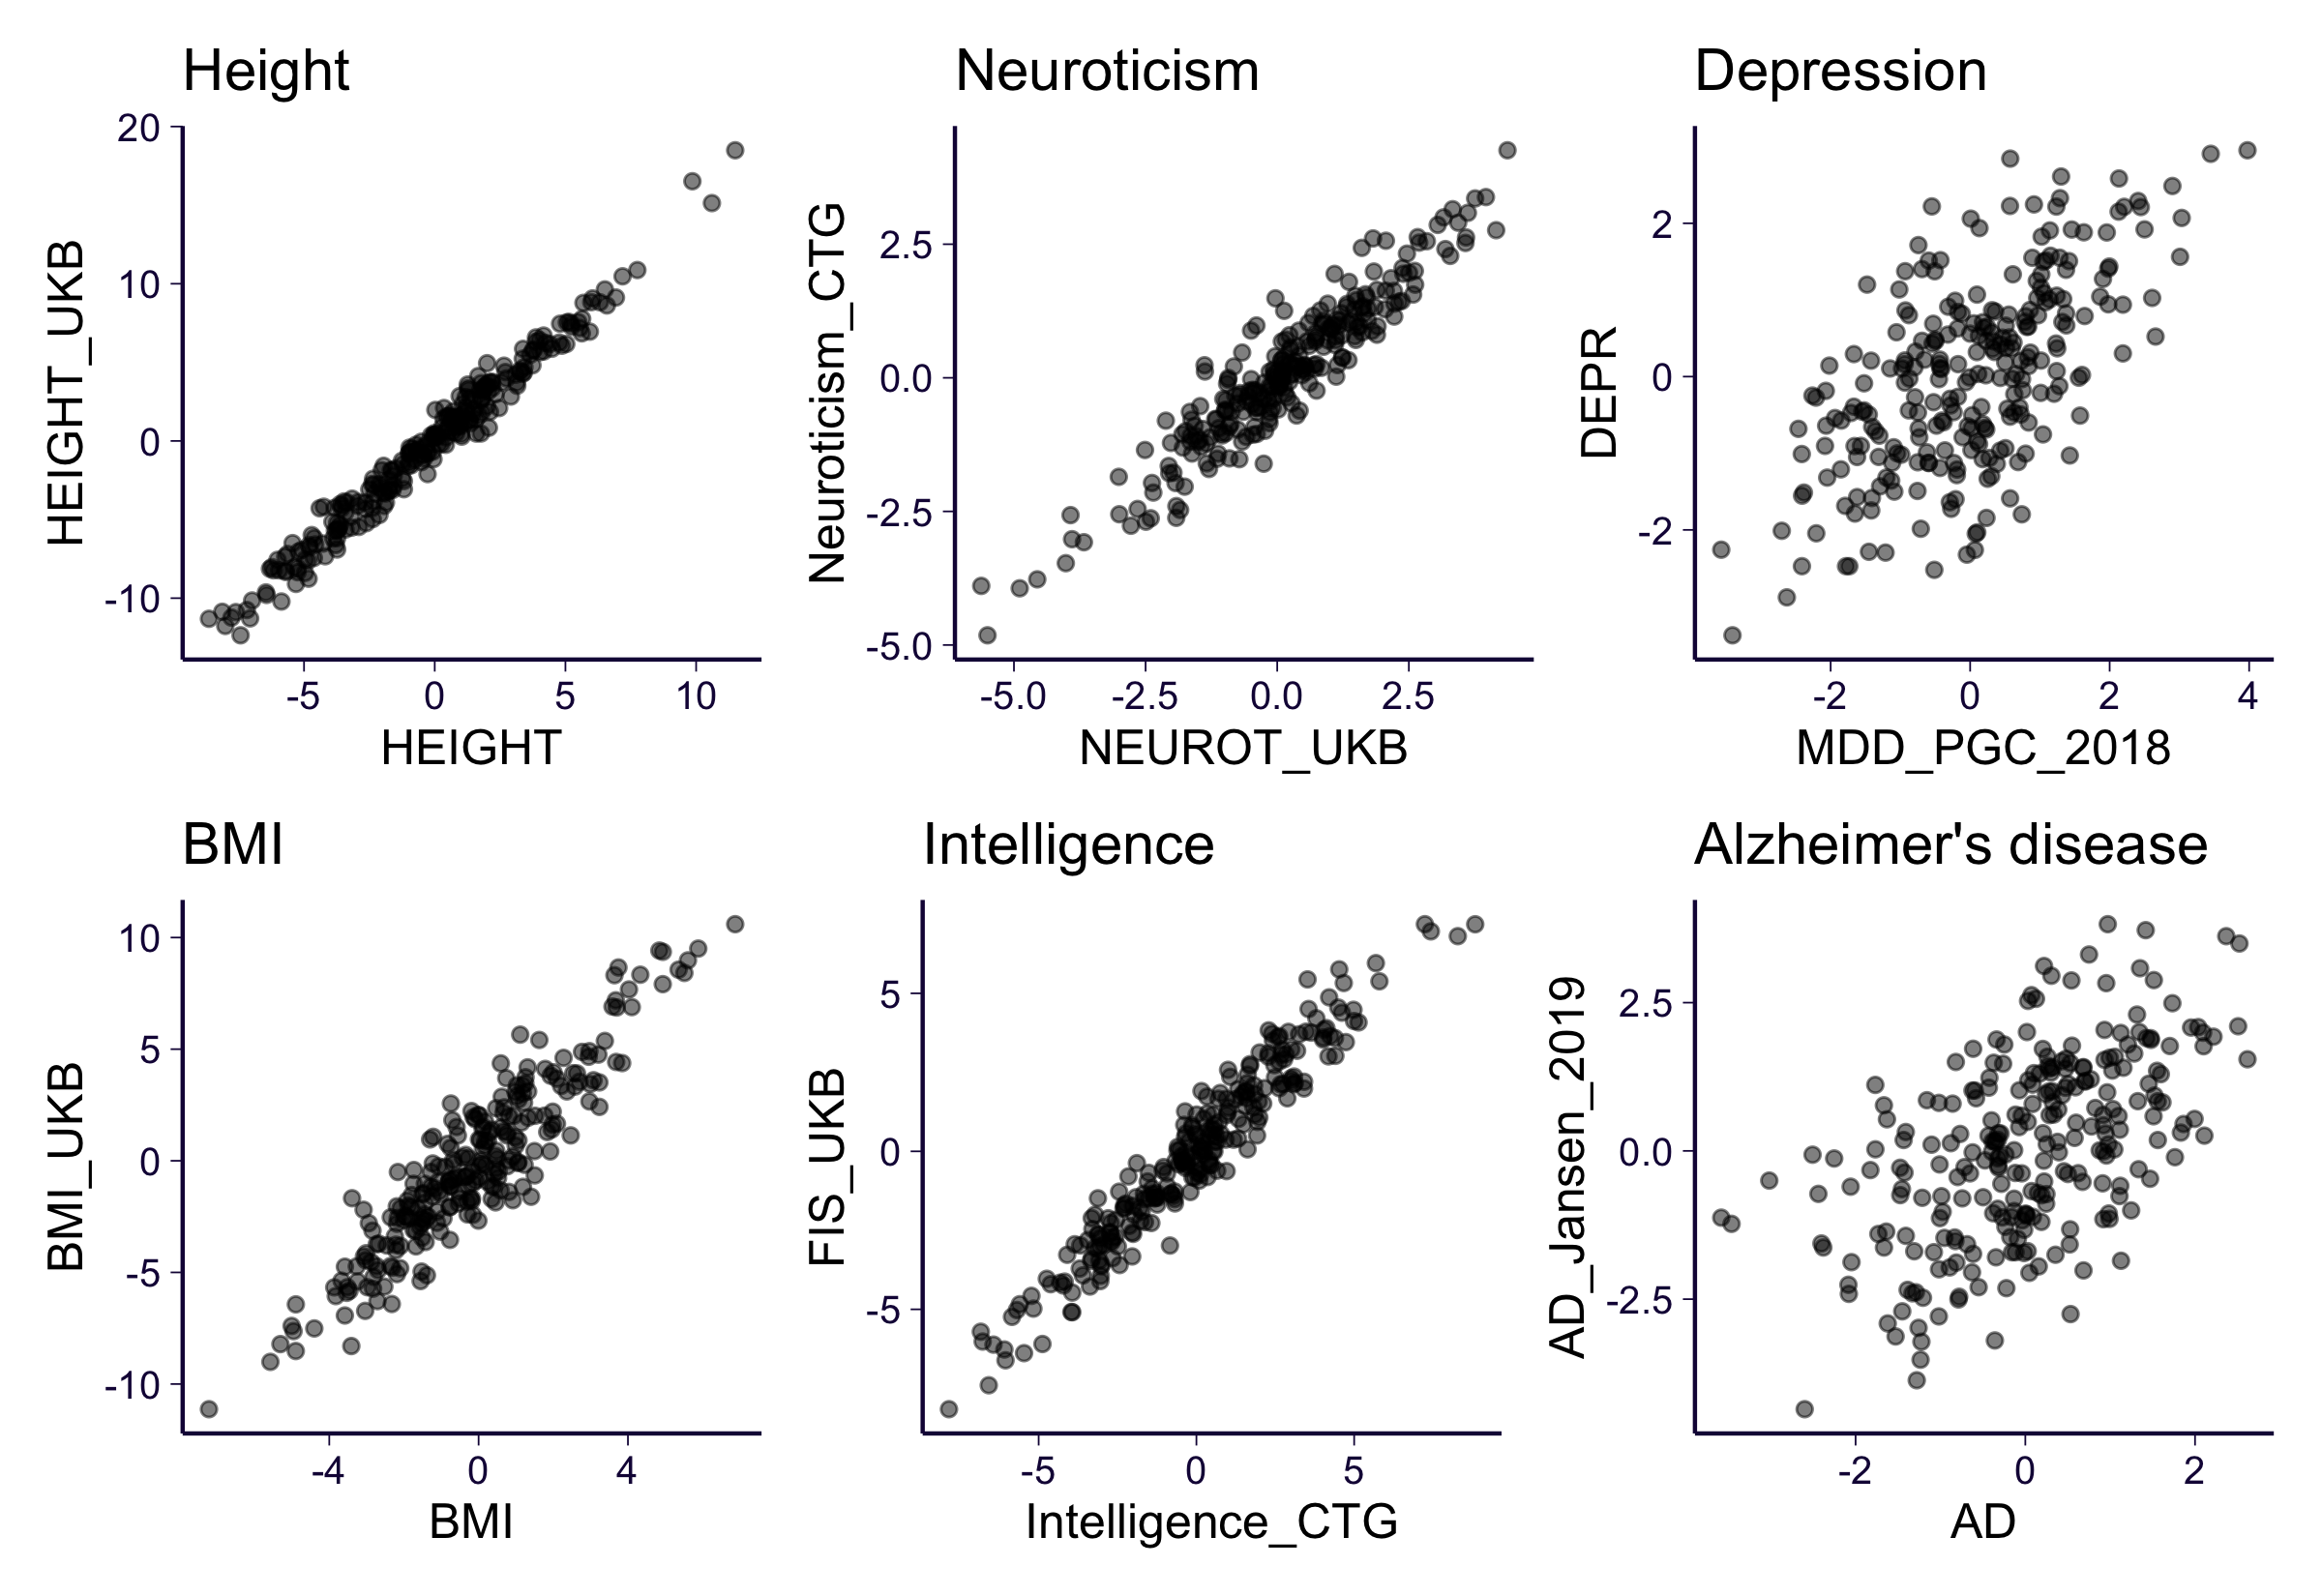 Height
HEIGHT_UKB
20
10
0
-10
-5 0 5 10
HEIGHT
Neuroticism
Neuroticism_CTG
2.5
0.0
-2.5
-5.0
-5.0 -2.5 0.0 2.5
NEUROT_UKB
Depression
DEPR
2
0
-2
-2 0 2 4
MDD_PGC_2018
BMI
BMI_UKB
10
5
0
-5
-10
-4 0 4
BMI
Intelligence
FIS_UKB
5
0
-5
-5 0 5
Intelligence_CTG
Alzheimer's disease
AD_Jansen_2019
2.5
0.0
-2.5
-2 0 2
AD